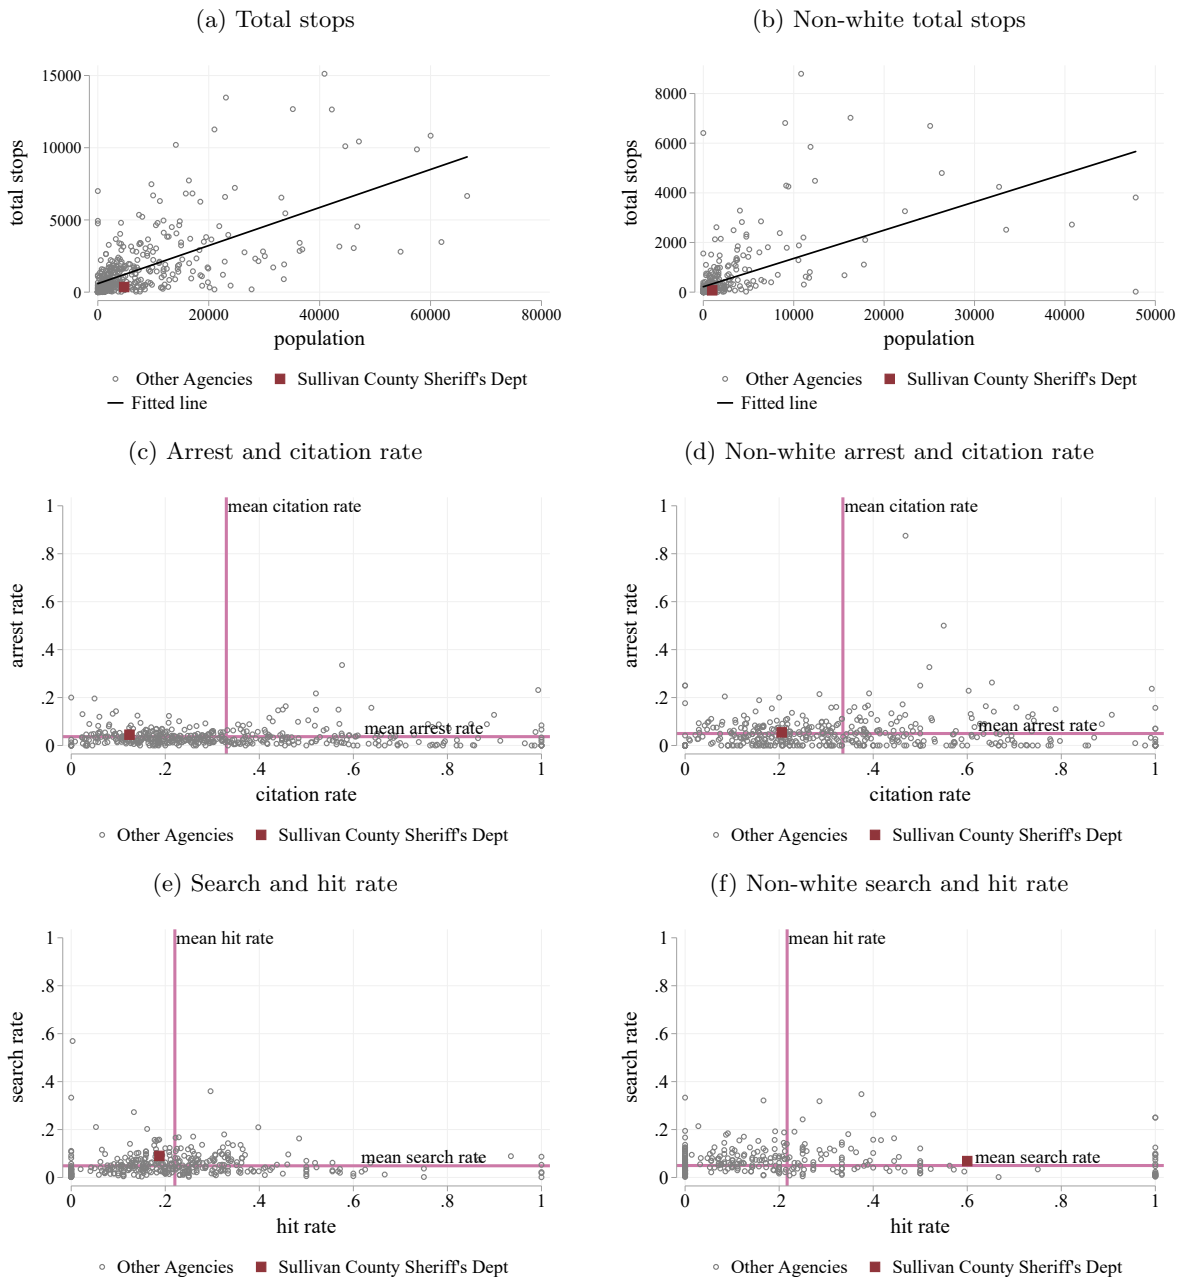 (a) Total stops
(b) Non-white total stops
15000
10000
5000
0
total stops
0 20000 40000 60000 80000
population
Other Agencies Sullivan County Sheriff's Dept
Fitted line
8000
6000
4000
2000
0
total stops
0 10000 20000 30000 40000 50000
population
Other Agencies Sullivan County Sheriff's Dept
Fitted line
(c) Arrest and citation rate
(d) Non-white arrest and citation rate
1
.8
.6
.4
.2
0
arrest rate
mean citation rate
mean arrest rate
0 .2 .4 .6 .8 1
citation rate
Other Agencies Sullivan County Sheriff's Dept
1
.8
.6
.4
.2
0
arrest rate
mean citation rate
mean arrest rate
0 .2 .4 .6 .8 1
citation rate
Other Agencies Sullivan County Sheriff's Dept
(e) Search and hit rate
(f) Non-white search and hit rate
1
.8
.6
.4
.2
0
search rate
mean hit rate
mean search rate
0 .2 .4 .6 .8 1
hit rate
Other Agencies Sullivan County Sheriff's Dept
1
.8
.6
.4
.2
0
search rate
mean hit rate
mean search rate
0 .2 .4 .6 .8 1
hit rate
Other Agencies Sullivan County Sheriff's Dept